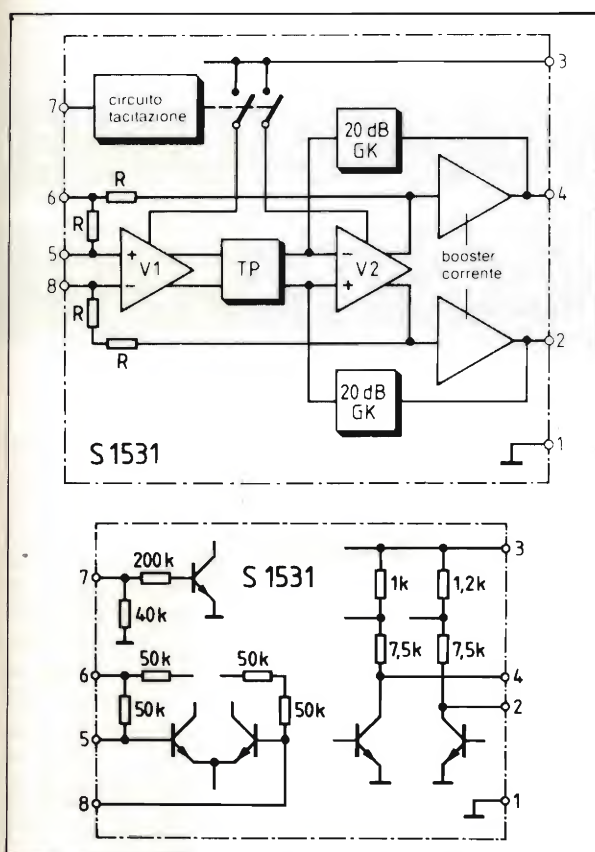 3
7
circuito
tacitazione
20 dB
GK
6
R
R
4
5
+
V1
TP
−
V2
booster
corrente
8
−
+
R
R
2
20 dB
GK
S 1531
1
7
200k
S 1531
3
40k
1k
1,2k
7,5k
7,5k
6
50k
50k
4
50k
50k
2
5
8
1